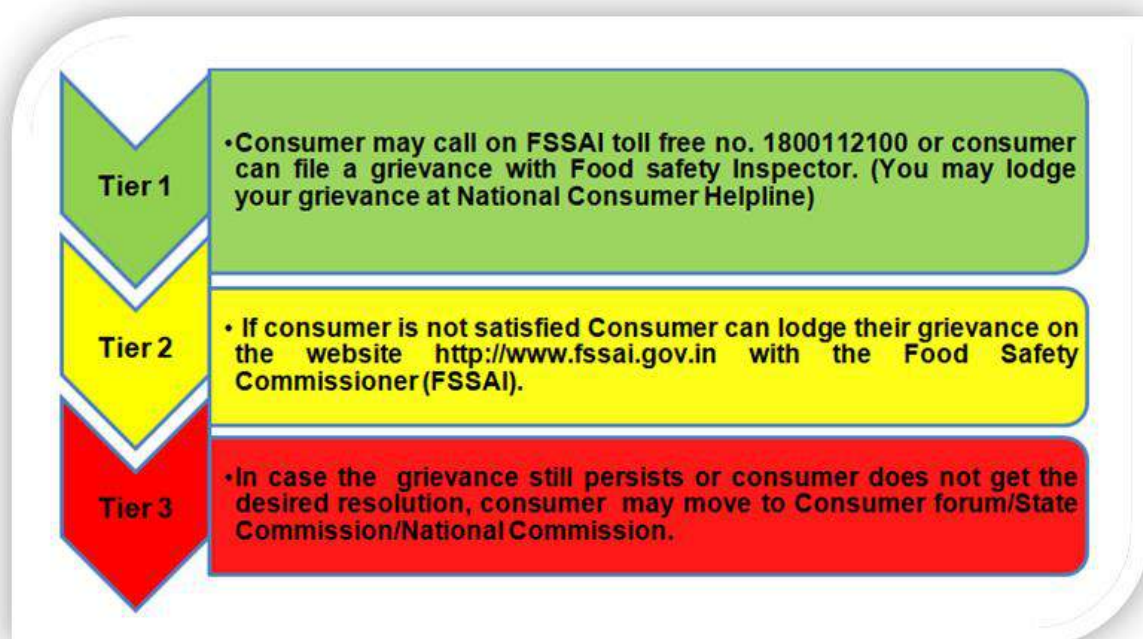 Tier 1
•Consumer may call on FSSAI toll free no. 1800112100 or consumer
can file a grievance with Food safety Inspector. (You may lodge
your grievance at National Consumer Helpline)
Tier 2
• If consumer is not satisfied Consumer can lodge their grievance on
the website http://www.fssai.gov.in with the Food Safety
Commissioner (FSSAI).
Tier 3
•In case the grievance still persists or consumer does not get the
desired resolution, consumer may move to Consumer forum/State
Commission/National Commission.